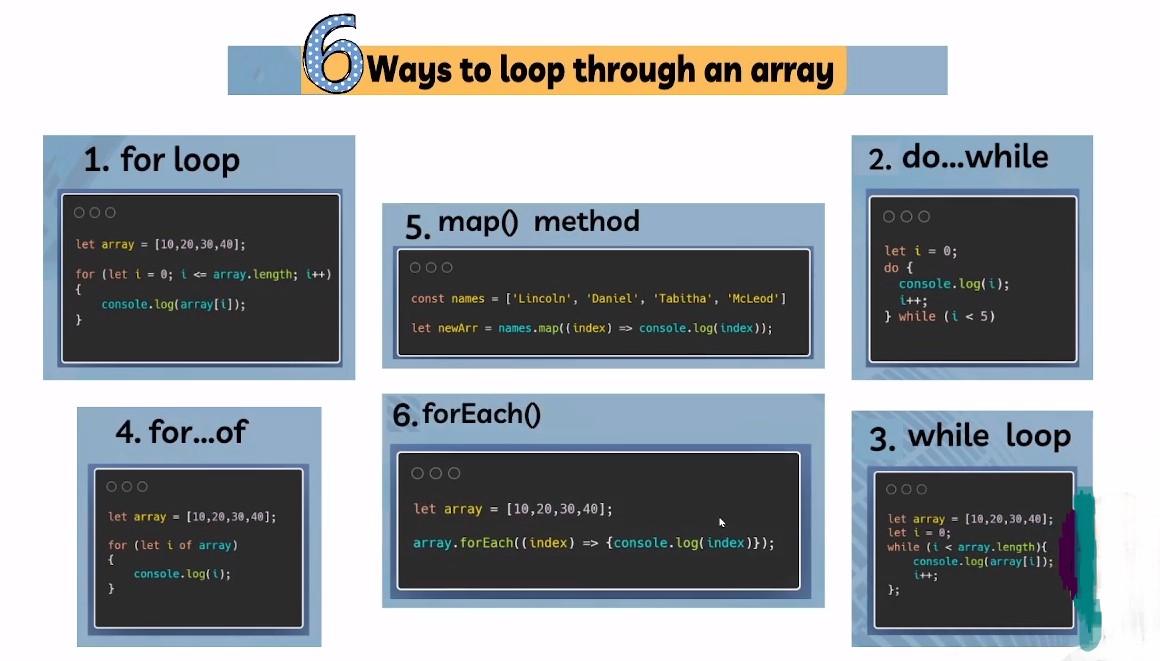 6 Ways to loop through an array
1. for loop
let array = [10,20,30,40];
for (let i = 0; i <= array.length; i++)
{
console.log(array[i]);
}
2. do...while
let i = 0;
do {
console.log(i);
i++;
} while (i < 5)
5. map() method
const names = ['Lincoln', 'Daniel', 'Tabitha', 'McLeod']
let newArr = names.map((index) => console.log(index));
4. for...of
let array = [10,20,30,40];
for (let i of array)
{
console.log(i);
}
6. forEach()
let array = [10,20,30,40];
array.forEach((index) => {console.log(index)});
3. while loop
let array = [10,20,30,40];
let i = 0;
while (i < array.length){
console.log(array[i]);
i++;
};